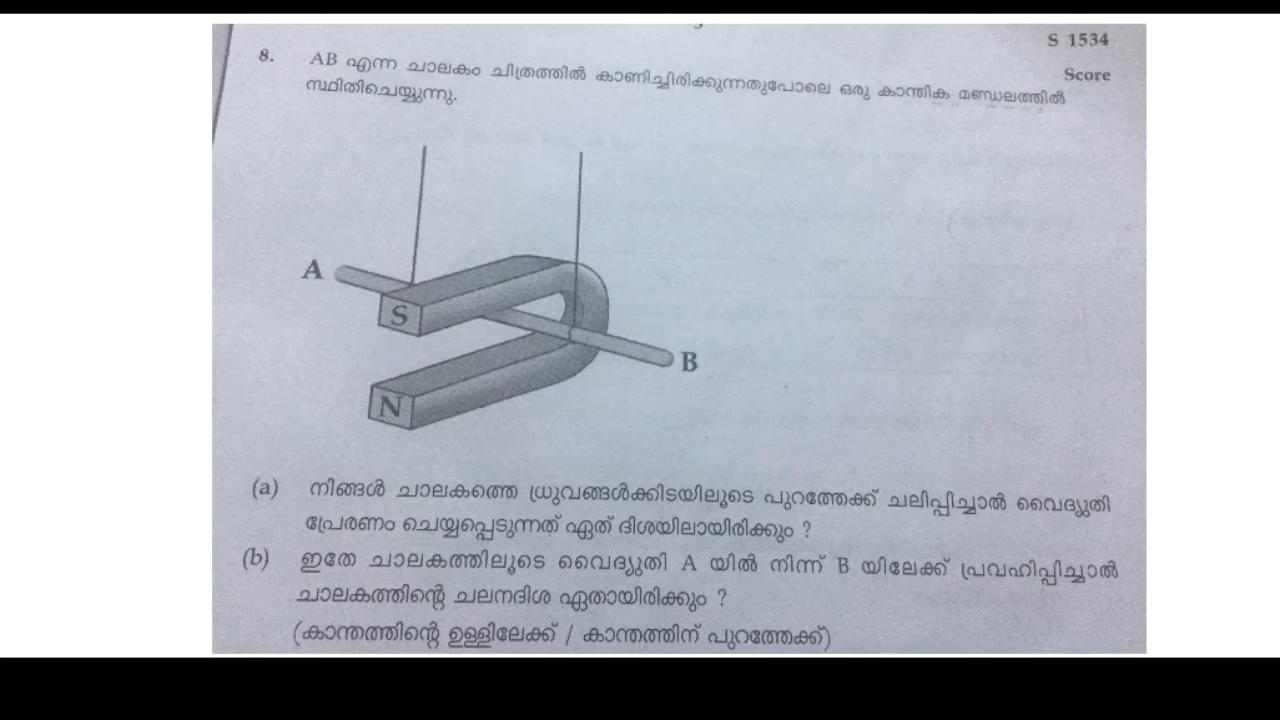 S 1534
Score
8. AB എന്ന ചാലകം ചിത്രത്തിൽ കാണിച്ചിരിക്കുന്നതുപോലെ ഒരു കാന്തിക മണ്ഡലത്തിൽ
സ്ഥിതിചെയ്യുന്നു.
A
S
B
N
(a) നിങ്ങൾ ചാലകത്തെ ധ്രുവങ്ങൾക്കിടയിലൂടെ പുറത്തേക്ക് ചലിപ്പിച്ചാൽ വൈദ്യുതി
പ്രേരണം ചെയ്യപ്പെടുന്നത് ഏത് ദിശയിലായിരിക്കും ?
(b) ഇതേ ചാലകത്തിലൂടെ വൈദ്യുതി A യിൽ നിന്ന് B യിലേക്ക് പ്രവഹിപ്പിച്ചാൽ
ചാലകത്തിന്റെ ചലനദിശ ഏതായിരിക്കും ?
(കാന്തത്തിന്റെ ഉള്ളിലേക്ക് / കാന്തത്തിന് പുറത്തേക്ക്)